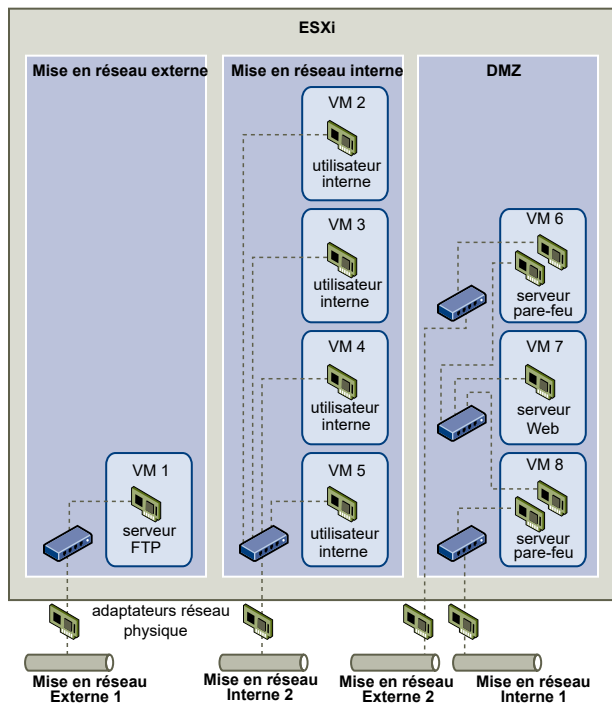 ESXi
Mise en réseau externe
Mise en réseau interne
DMZ
VM 1
serveur
FTP
VM 2
utilisateur
interne
VM 3
utilisateur
interne
VM 4
utilisateur
interne
VM 5
utilisateur
interne
VM 6
serveur
pare-feu
VM 7
serveur
Web
VM 8
serveur
pare-feu
adaptateurs réseau
physique
Mise en réseau
Externe 1
Mise en réseau
Interne 2
Mise en réseau
Externe 2
Mise en réseau
Interne 1